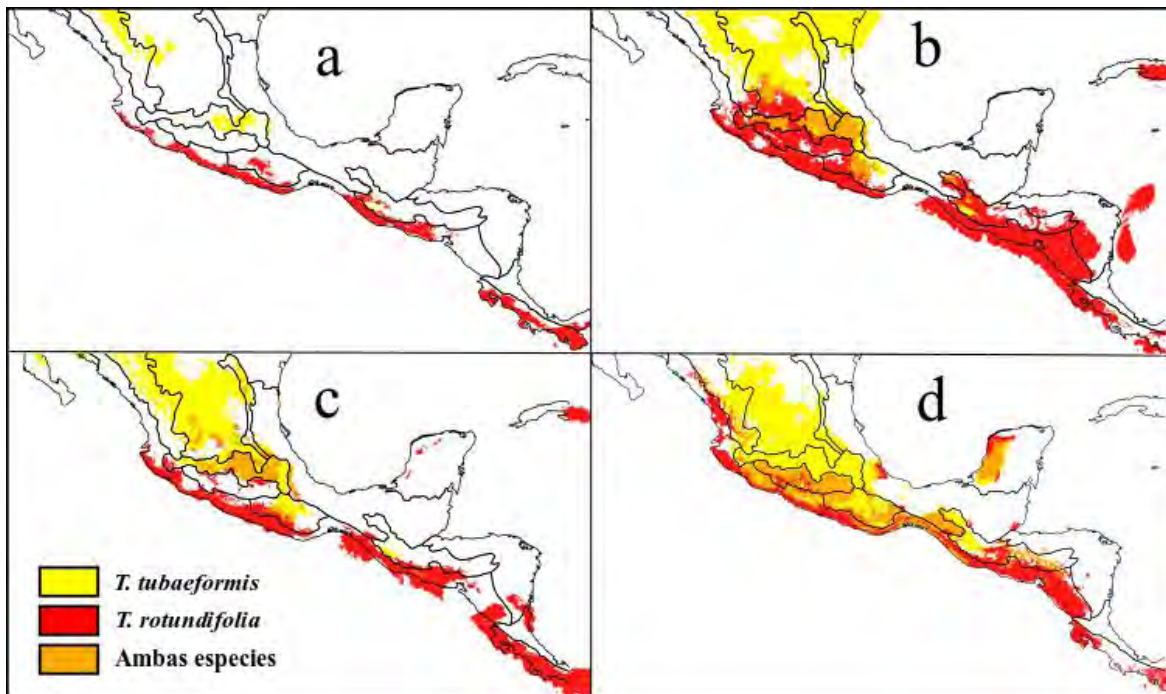 a
b
c
d
T. tubaeformis
T. rotundifolia
Ambas especies